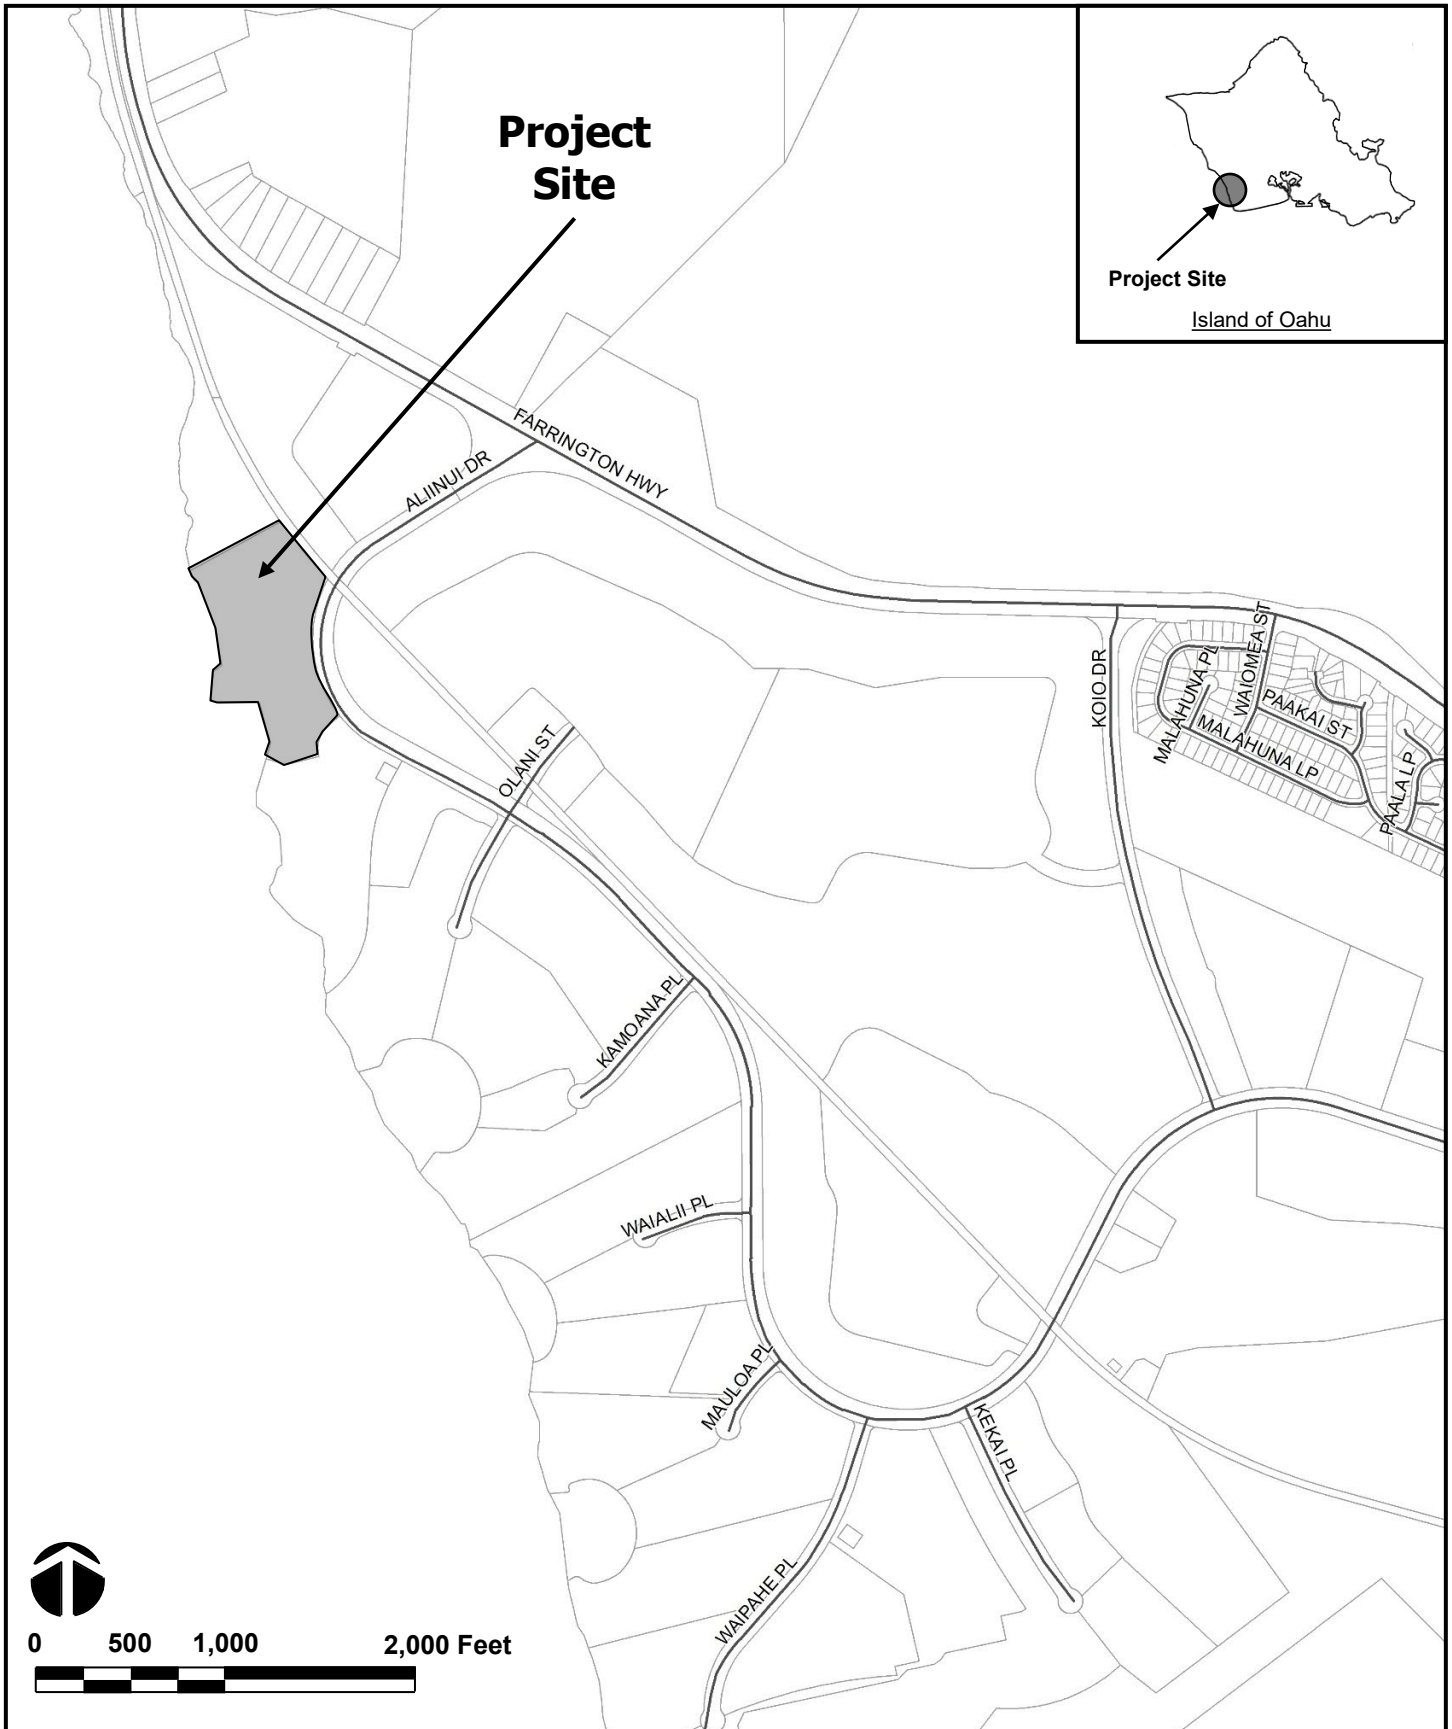 Project
Site
Project Site
Island of Oahu
FARRINGTON HWY
ALIINUI DR
KOIO DR
MALAHUNA PL
WAIOMEA ST
PAAKAI ST
MALAHUNA LP
PAALA LP
OLANI ST
KAMOANA PL
WAIALII PL
MAULOA PL
KEKAI PL
WAIPAHE PL
0 500 1,000 2,000 Feet